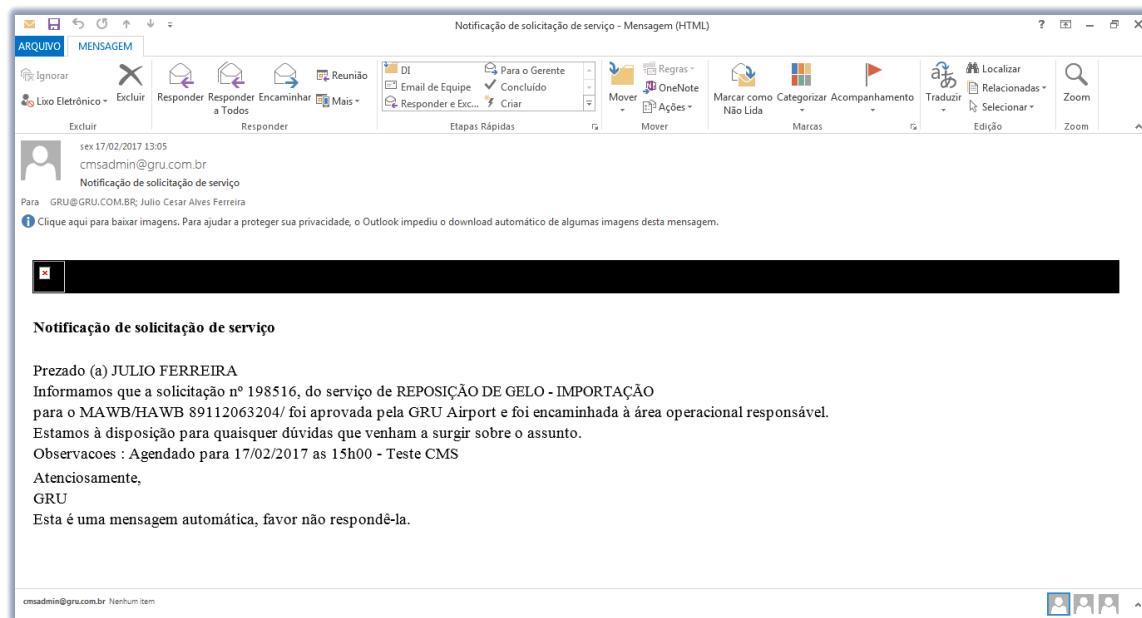 Notificação de solicitação de serviço - Mensagem (HTML)
ARQUIVO MENSAGEM
Ignorar
Lixo Eletrônico
Excluir
Responder
Responder a Todos
Encaminhar
Reunião
Mais
DI
Email de Equipe
Responder e Exc...
Para o Gerente
Concluído
Criar
Mover
Regras
OneNote
Ações
Marcar como Não Lida
Categorizar
Acompanhamento
Traduzir
Localizar
Relacionadas
Selecionar
Zoom
Excluir Responder Etapas Rápidas Mover Marcas Edição Zoom
sex 17/02/2017 13:05
cmsadmin@gru.com.br
Notificação de solicitação de serviço
Para GRU@GRU.COM.BR; Julio Cesar Alves Ferreira
Clique aqui para baixar imagens. Para ajudar a proteger sua privacidade, o Outlook impediu o download automático de algumas imagens desta mensagem.
Notificação de solicitação de serviço
Prezado (a) JULIO FERREIRA
Informamos que a solicitação nº 198516, do serviço de REPOSIÇÃO DE GELO - IMPORTAÇÃO
para o MAWB/HAWB 89112063204/ foi aprovada pela GRU Airport e foi encaminhada à área operacional responsável.
Estamos à disposição para quaisquer dúvidas que venham a surgir sobre o assunto.
Observacoes : Agendado para 17/02/2017 as 15h00 - Teste CMS
Atenciosamente,
GRU
Esta é uma mensagem automática, favor não respondê-la.
cmsadmin@gru.com.br Nenhum item